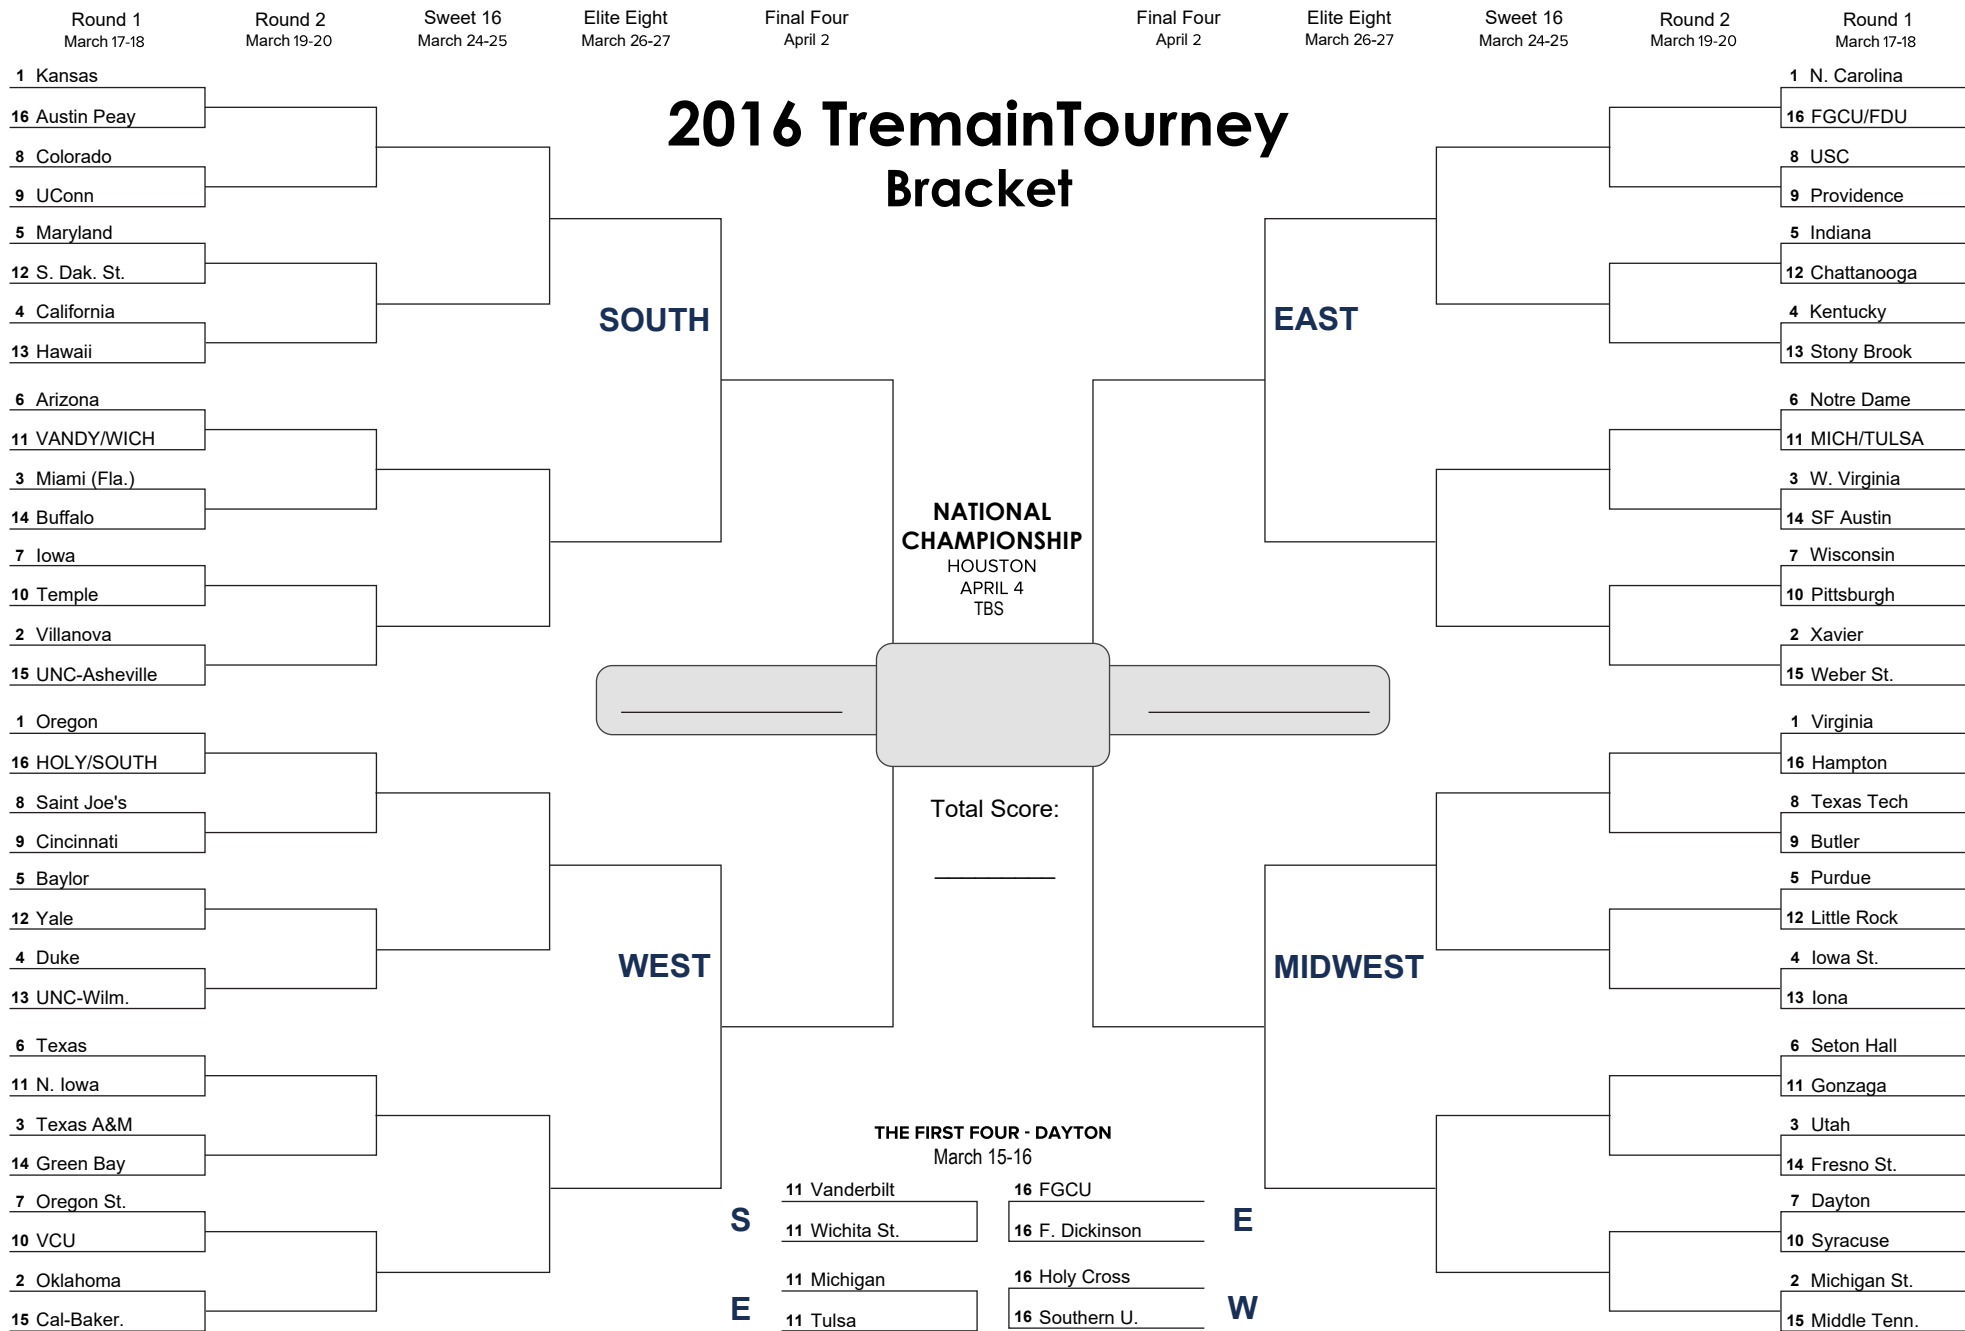 Round 1
March 17-18
Round 2
March 19-20
Sweet 16
March 24-25
Elite Eight
March 26-27
Final Four
April 2
Final Four
April 2
Elite Eight
March 26-27
Sweet 16
March 24-25
Round 2
March 19-20
Round 1
March 17-18
2016 TremainTourney
Bracket
1 Kansas
16 Austin Peay
8 Colorado
9 UConn
5 Maryland
12 S. Dak. St.
4 California
13 Hawaii
6 Arizona
11 VANDY/WICH
3 Miami (Fla.)
14 Buffalo
7 Iowa
10 Temple
2 Villanova
15 UNC-Asheville
SOUTH
1 Oregon
16 HOLY/SOUTH
8 Saint Joe's
9 Cincinnati
5 Baylor
12 Yale
4 Duke
13 UNC-Wilm.
6 Texas
11 N. Iowa
3 Texas A&M
14 Green Bay
7 Oregon St.
10 VCU
2 Oklahoma
15 Cal-Baker.
WEST
NATIONAL
CHAMPIONSHIP
HOUSTON
APRIL 4
TBS
Total Score:
1 N. Carolina
16 FGCU/FDU
8 USC
9 Providence
5 Indiana
12 Chattanooga
4 Kentucky
13 Stony Brook
6 Notre Dame
11 MICH/TULSA
3 W. Virginia
14 SF Austin
7 Wisconsin
10 Pittsburgh
2 Xavier
15 Weber St.
EAST
1 Virginia
16 Hampton
8 Texas Tech
9 Butler
5 Purdue
12 Little Rock
4 Iowa St.
13 Iona
6 Seton Hall
11 Gonzaga
3 Utah
14 Fresno St.
7 Dayton
10 Syracuse
2 Michigan St.
15 Middle Tenn.
MIDWEST
THE FIRST FOUR - DAYTON
March 15-16
S
11 Vanderbilt
11 Wichita St.
16 FGCU
16 F. Dickinson
E
E
11 Michigan
11 Tulsa
16 Holy Cross
16 Southern U.
W